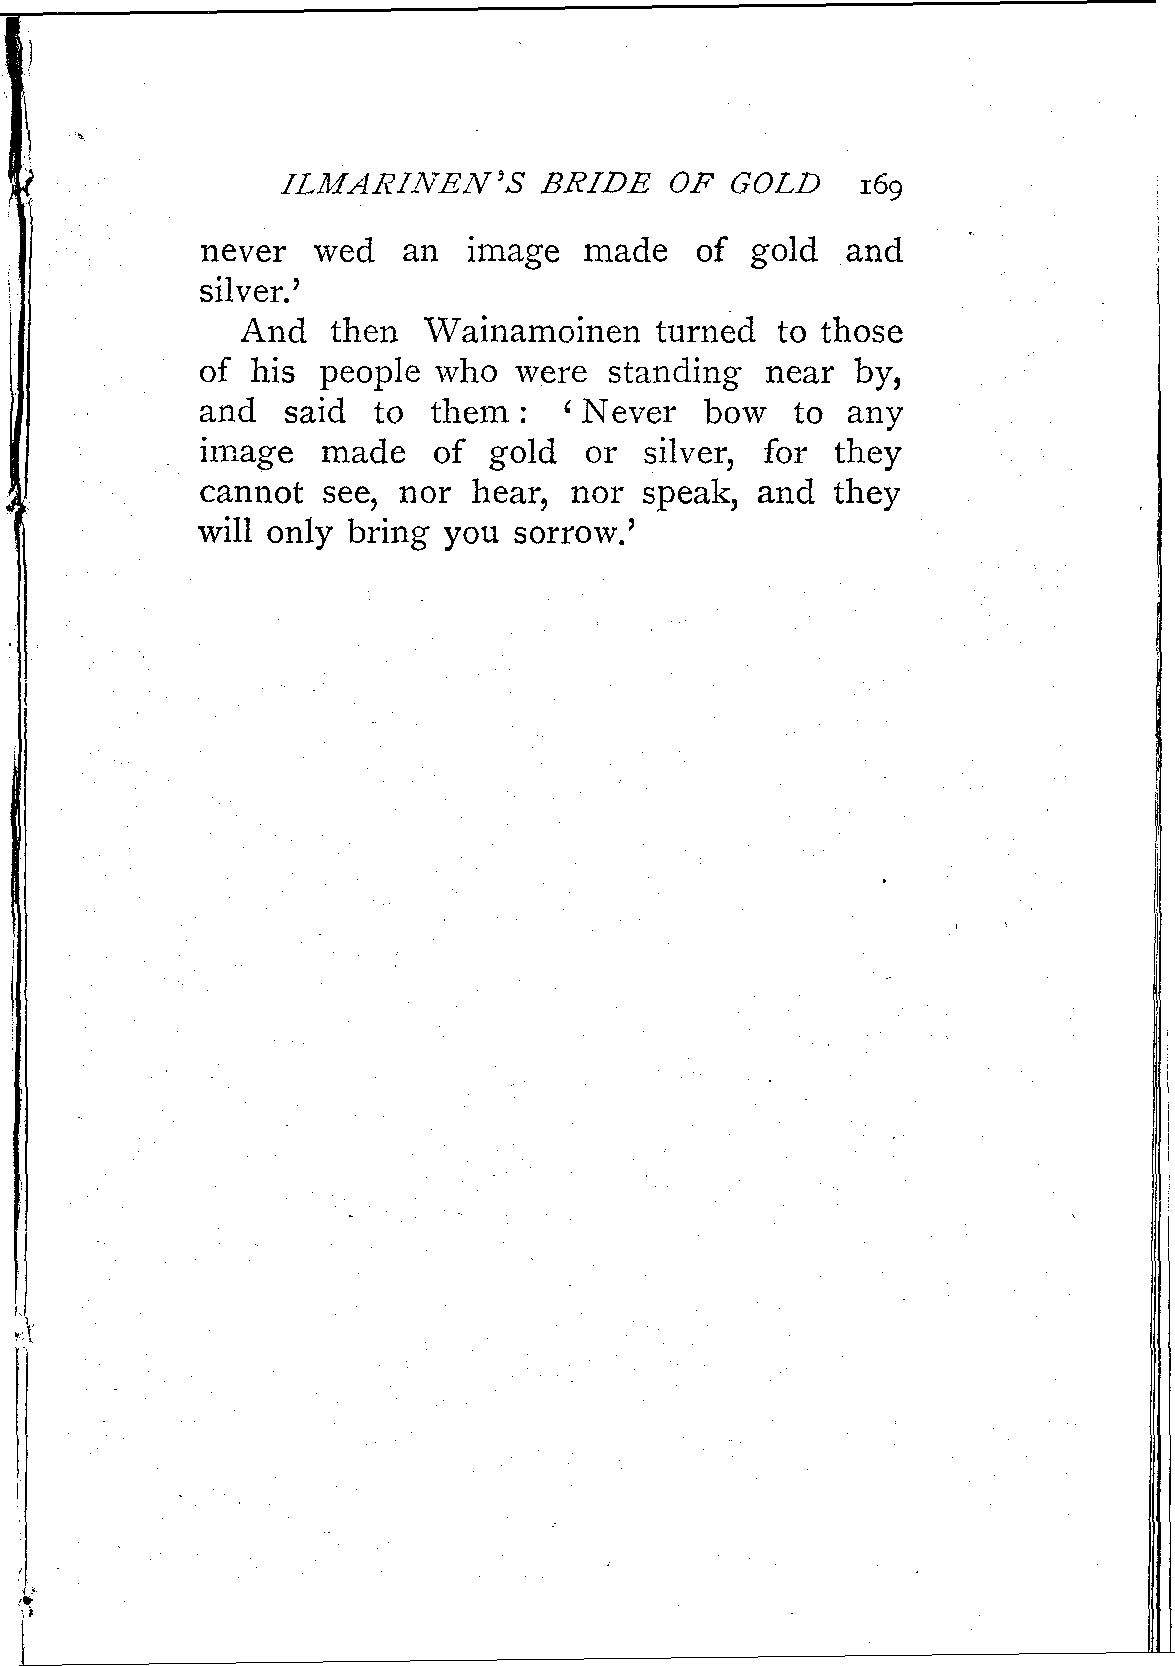 ILMARINEN'S BRIDE OF GOLD 169
never wed an image made of gold and
silver.'
And then Wainamoinen turned to those
of his people who were standing near by,
and said to them: 'Never bow to any
image made of gold or silver, for they
cannot see, nor hear, nor speak, and they
will only bring you sorrow.'